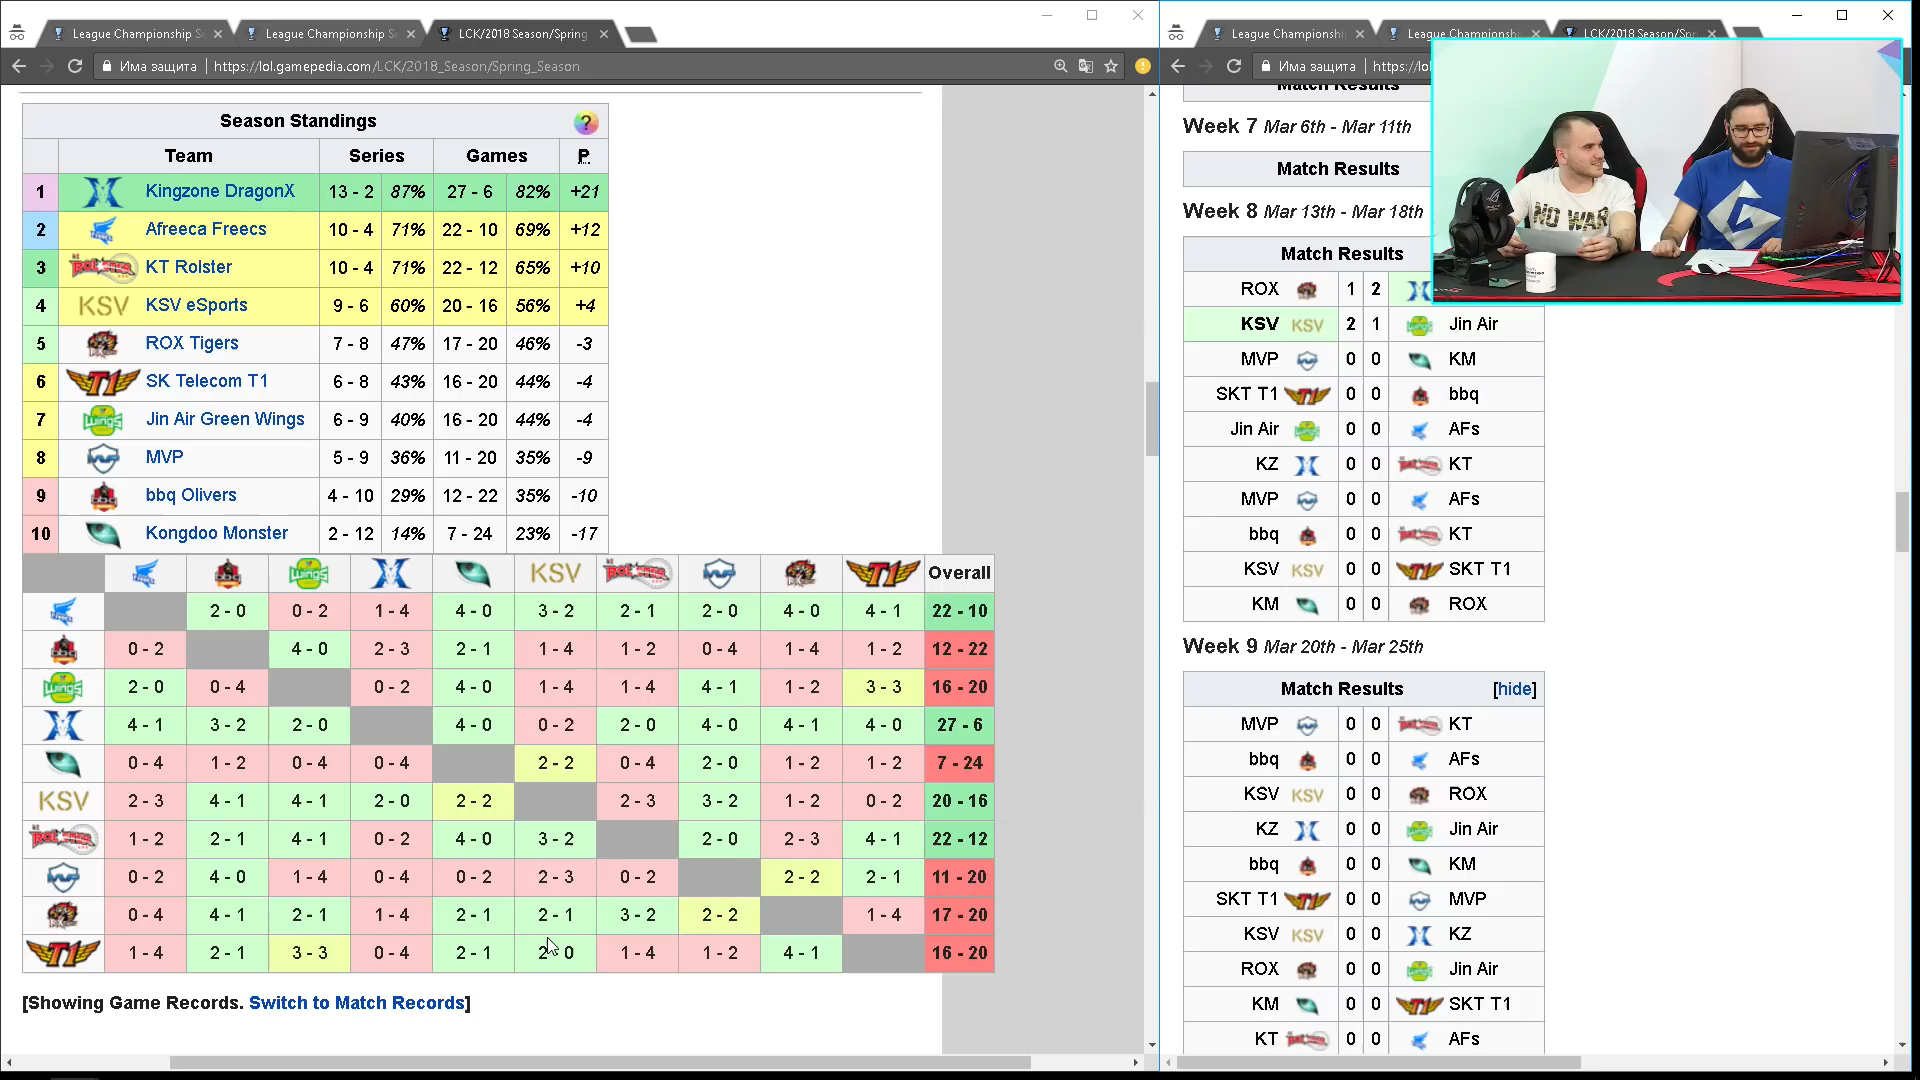 League Championship S
League Championship Se
LCK/2018 Season/Spring
Има защита
https://lol.gamepedia.com/LCK/2018_Season/Spring_Season
Season Standings ?
Team Series Games P
1 Kingzone DragonX 13 - 2 87% 27 - 6 82% +21
2 Afreeca Freecs 10 - 4 71% 22 - 10 69% +12
3 KT Rolster 10 - 4 71% 22 - 12 65% +10
4 KSV KSV eSports 9 - 6 60% 20 - 16 56% +4
5 ROX Tigers 7 - 8 47% 17 - 20 46% -3
6 T1 SK Telecom T1 6 - 8 43% 16 - 20 44% -4
7 WINGS Jin Air Green Wings 6 - 9 40% 16 - 20 44% -4
8 MVP 5 - 9 36% 11 - 20 35% -9
9 bbq Olivers 4 - 10 29% 12 - 22 35% -10
10 Kongdoo Monster 2 - 12 14% 7 - 24 23% -17
bbq WINGS KSV T1 Overall
2 - 0 0 - 2 1 - 4 4 - 0 3 - 2 2 - 1 2 - 0 4 - 0 4 - 1 22 - 10
0 - 2 4 - 0 2 - 3 2 - 1 1 - 4 1 - 2 0 - 4 1 - 4 1 - 2 12 - 22
2 - 0 0 - 4 0 - 2 4 - 0 1 - 4 1 - 4 4 - 1 1 - 2 3 - 3 16 - 20
4 - 1 3 - 2 2 - 0 4 - 0 0 - 2 2 - 0 4 - 0 4 - 1 4 - 0 27 - 6
0 - 4 1 - 2 0 - 4 0 - 4 2 - 2 0 - 4 2 - 0 1 - 2 1 - 2 7 - 24
KSV 2 - 3 4 - 1 4 - 1 2 - 0 2 - 2 2 - 3 3 - 2 1 - 2 0 - 2 20 - 16
1 - 2 2 - 1 4 - 1 0 - 2 4 - 0 3 - 2 2 - 0 2 - 3 4 - 1 22 - 12
0 - 2 4 - 0 1 - 4 0 - 4 0 - 2 2 - 3 0 - 2 2 - 2 2 - 1 11 - 20
0 - 4 4 - 1 2 - 1 1 - 4 2 - 1 2 - 1 3 - 2 2 - 2 1 - 4 17 - 20
T1 1 - 4 2 - 1 3 - 3 0 - 4 2 - 1 2 - 0 1 - 4 1 - 2 4 - 1 16 - 20
[Showing Game Records. Switch to Match Records]
League Championship
League Championshi
LCK/2018 Season/Spri
Има защита
https://lo
Match Results
Week 7 Mar 6th - Mar 11th
Match Results
Week 8 Mar 13th - Mar 18th
Match Results
ROX 1 2
KSV KSV 2 1 Jin Air
MVP 0 0 KM
SKT T1 0 0 bbq
Jin Air 0 0 AFs
KZ 0 0 KT
MVP 0 0 AFs
bbq 0 0 KT
KSV KSV 0 0 SKT T1
KM 0 0 ROX
Week 9 Mar 20th - Mar 25th
Match Results [hide]
MVP 0 0 KT
bbq 0 0 AFs
KSV KSV 0 0 ROX
KZ 0 0 Jin Air
bbq 0 0 KM
SKT T1 0 0 MVP
KSV KSV 0 0 KZ
ROX 0 0 Jin Air
KM 0 0 SKT T1
KT 0 0 AFs
NO WAR